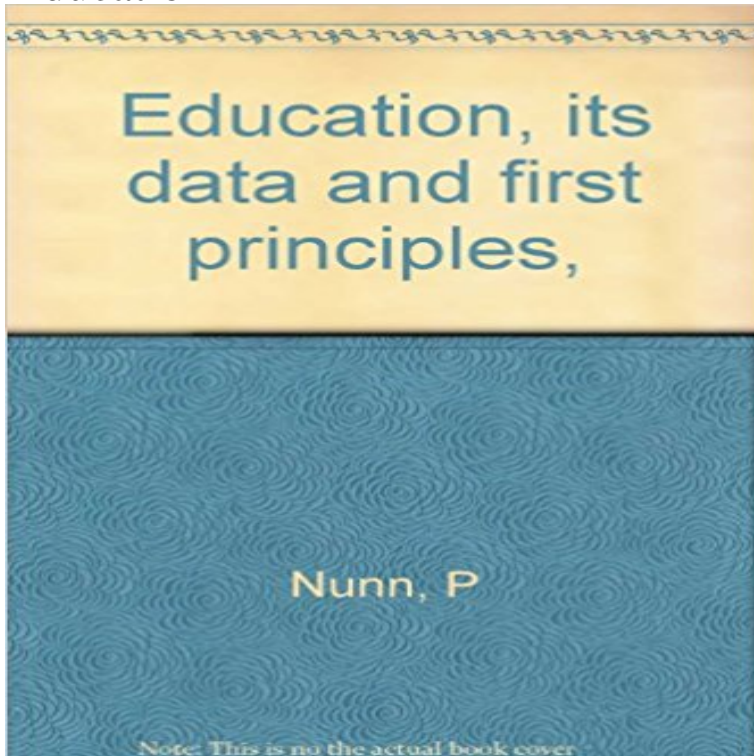 Education, its
data and first
principles,
Nunn, P
Note: This is no the actual book cover